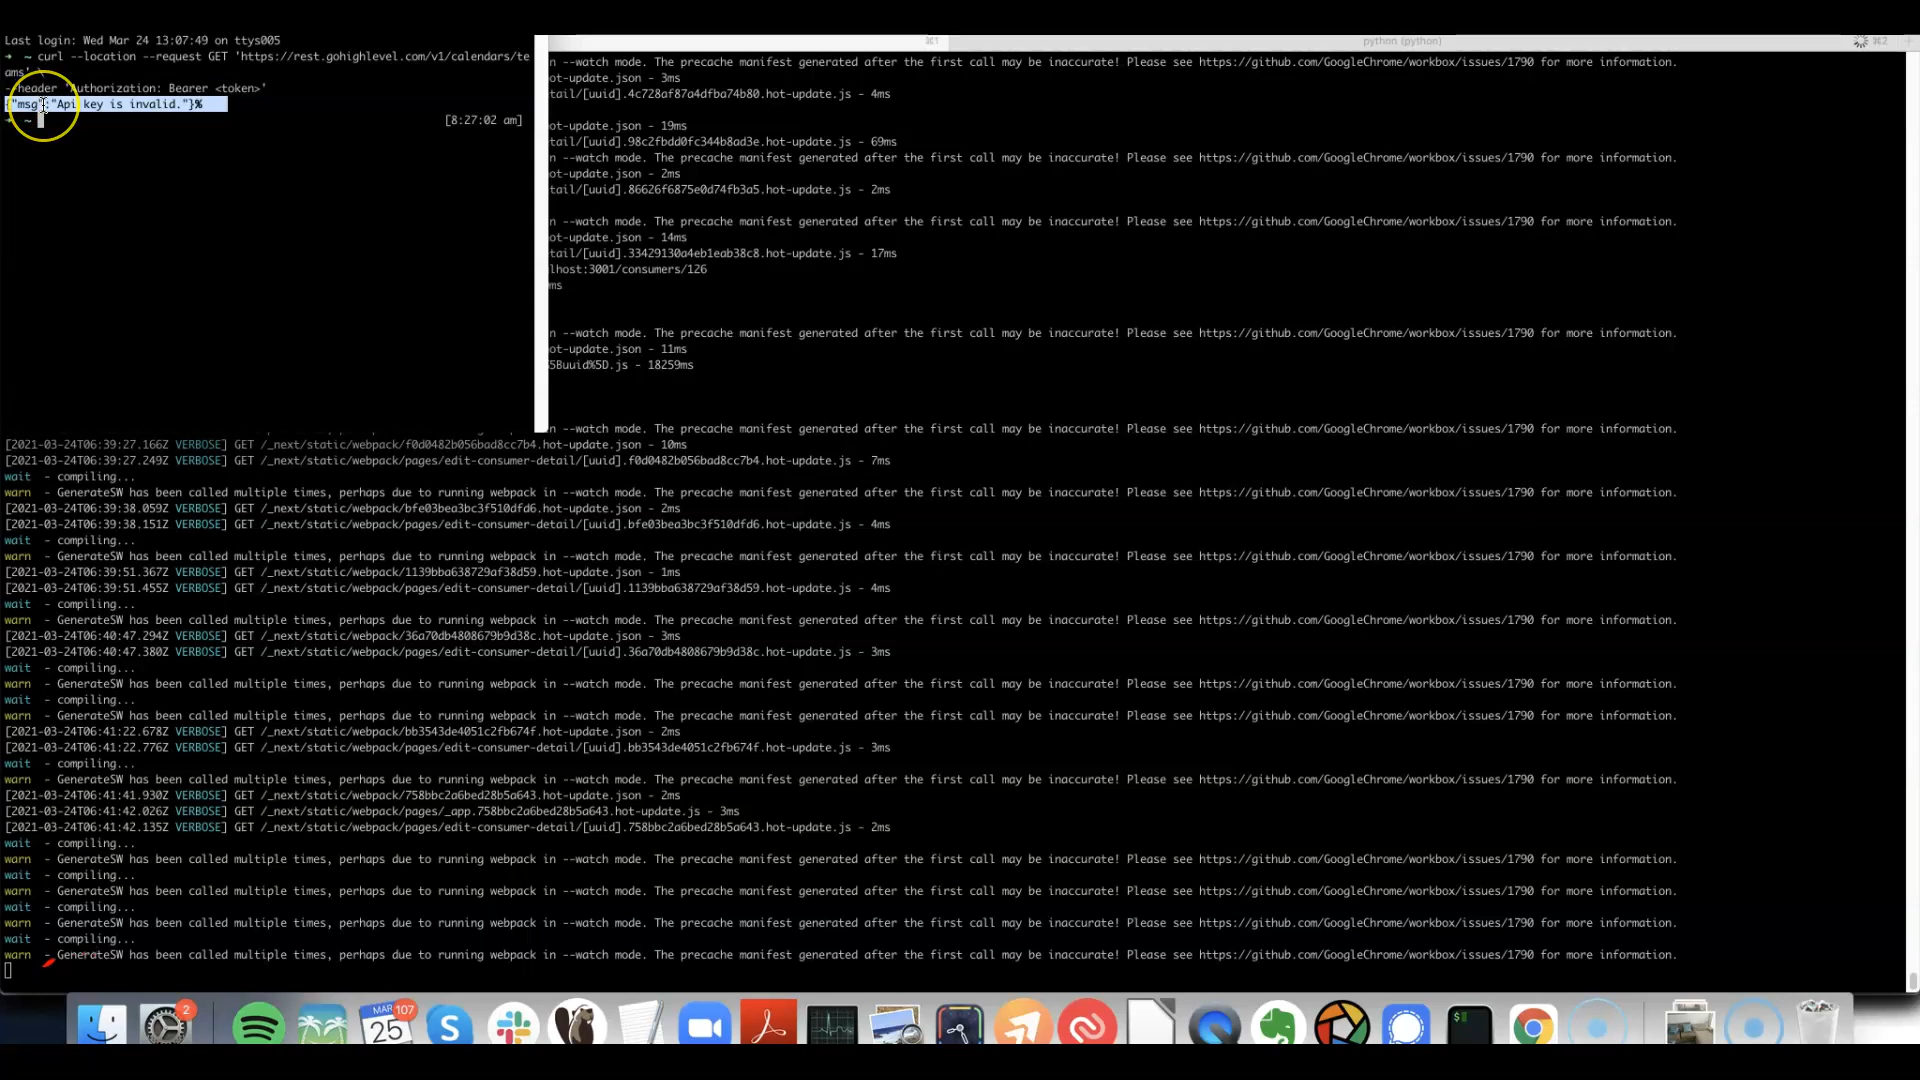 Last login: Wed Mar 24 13:07:49 on ttys005
→ ~ curl --location --request GET 'https://rest.gohighlevel.com/v1/calendars/te
ams' \
--header 'Authorization: Bearer <token>'
{"msg":"Api key is invalid."}%
→ ~ [8:27:02 am]
⌘1 python (python) ⌘2
n --watch mode. The precache manifest generated after the first call may be inaccurate! Please see https://github.com/GoogleChrome/workbox/issues/1790 for more information.
ot-update.json - 3ms
tail/[uuid].4c728af87a4dfba74b80.hot-update.js - 4ms
ot-update.json - 19ms
tail/[uuid].98c2fbdd0fc344b8ad3e.hot-update.js - 69ms
n --watch mode. The precache manifest generated after the first call may be inaccurate! Please see https://github.com/GoogleChrome/workbox/issues/1790 for more information.
ot-update.json - 2ms
tail/[uuid].86626f6875e0d74fb3a5.hot-update.js - 2ms
n --watch mode. The precache manifest generated after the first call may be inaccurate! Please see https://github.com/GoogleChrome/workbox/issues/1790 for more information.
ot-update.json - 14ms
tail/[uuid].33429130a4eb1eab38c8.hot-update.js - 17ms
lhost:3001/consumers/126
ms
n --watch mode. The precache manifest generated after the first call may be inaccurate! Please see https://github.com/GoogleChrome/workbox/issues/1790 for more information.
ot-update.json - 11ms
5Buuid%5D.js - 18259ms
n --watch mode. The precache manifest generated after the first call may be inaccurate! Please see https://github.com/GoogleChrome/workbox/issues/1790 for more information.
[2021-03-24T06:39:27.166Z VERBOSE] GET /_next/static/webpack/f0d0482b056bad8cc7b4.hot-update.json - 10ms
[2021-03-24T06:39:27.249Z VERBOSE] GET /_next/static/webpack/pages/edit-consumer-detail/[uuid].f0d0482b056bad8cc7b4.hot-update.js - 7ms
wait - compiling...
warn - GenerateSW has been called multiple times, perhaps due to running webpack in --watch mode. The precache manifest generated after the first call may be inaccurate! Please see https://github.com/GoogleChrome/workbox/issues/1790 for more information.
[2021-03-24T06:39:38.059Z VERBOSE] GET /_next/static/webpack/bfe03bea3bc3f510dfd6.hot-update.json - 2ms
[2021-03-24T06:39:38.151Z VERBOSE] GET /_next/static/webpack/pages/edit-consumer-detail/[uuid].bfe03bea3bc3f510dfd6.hot-update.js - 4ms
wait - compiling...
warn - GenerateSW has been called multiple times, perhaps due to running webpack in --watch mode. The precache manifest generated after the first call may be inaccurate! Please see https://github.com/GoogleChrome/workbox/issues/1790 for more information.
[2021-03-24T06:39:51.367Z VERBOSE] GET /_next/static/webpack/1139bba638729af38d59.hot-update.json - 1ms
[2021-03-24T06:39:51.455Z VERBOSE] GET /_next/static/webpack/pages/edit-consumer-detail/[uuid].1139bba638729af38d59.hot-update.js - 4ms
wait - compiling...
warn - GenerateSW has been called multiple times, perhaps due to running webpack in --watch mode. The precache manifest generated after the first call may be inaccurate! Please see https://github.com/GoogleChrome/workbox/issues/1790 for more information.
[2021-03-24T06:40:47.294Z VERBOSE] GET /_next/static/webpack/36a70db4808679b9d38c.hot-update.json - 3ms
[2021-03-24T06:40:47.380Z VERBOSE] GET /_next/static/webpack/pages/edit-consumer-detail/[uuid].36a70db4808679b9d38c.hot-update.js - 3ms
wait - compiling...
warn - GenerateSW has been called multiple times, perhaps due to running webpack in --watch mode. The precache manifest generated after the first call may be inaccurate! Please see https://github.com/GoogleChrome/workbox/issues/1790 for more information.
wait - compiling...
warn - GenerateSW has been called multiple times, perhaps due to running webpack in --watch mode. The precache manifest generated after the first call may be inaccurate! Please see https://github.com/GoogleChrome/workbox/issues/1790 for more information.
[2021-03-24T06:41:22.678Z VERBOSE] GET /_next/static/webpack/bb3543de4051c2fb674f.hot-update.json - 2ms
[2021-03-24T06:41:22.776Z VERBOSE] GET /_next/static/webpack/pages/edit-consumer-detail/[uuid].bb3543de4051c2fb674f.hot-update.js - 3ms
wait - compiling...
warn - GenerateSW has been called multiple times, perhaps due to running webpack in --watch mode. The precache manifest generated after the first call may be inaccurate! Please see https://github.com/GoogleChrome/workbox/issues/1790 for more information.
[2021-03-24T06:41:41.930Z VERBOSE] GET /_next/static/webpack/758bbc2a6bed28b5a643.hot-update.json - 2ms
[2021-03-24T06:41:42.026Z VERBOSE] GET /_next/static/webpack/pages/_app.758bbc2a6bed28b5a643.hot-update.js - 3ms
[2021-03-24T06:41:42.135Z VERBOSE] GET /_next/static/webpack/pages/edit-consumer-detail/[uuid].758bbc2a6bed28b5a643.hot-update.js - 2ms
wait - compiling...
warn - GenerateSW has been called multiple times, perhaps due to running webpack in --watch mode. The precache manifest generated after the first call may be inaccurate! Please see https://github.com/GoogleChrome/workbox/issues/1790 for more information.
wait - compiling...
warn - GenerateSW has been called multiple times, perhaps due to running webpack in --watch mode. The precache manifest generated after the first call may be inaccurate! Please see https://github.com/GoogleChrome/workbox/issues/1790 for more information.
wait - compiling...
warn - GenerateSW has been called multiple times, perhaps due to running webpack in --watch mode. The precache manifest generated after the first call may be inaccurate! Please see https://github.com/GoogleChrome/workbox/issues/1790 for more information.
wait - compiling...
warn - GenerateSW has been called multiple times, perhaps due to running webpack in --watch mode. The precache manifest generated after the first call may be inaccurate! Please see https://github.com/GoogleChrome/workbox/issues/1790 for more information.
2
MAR 107
25